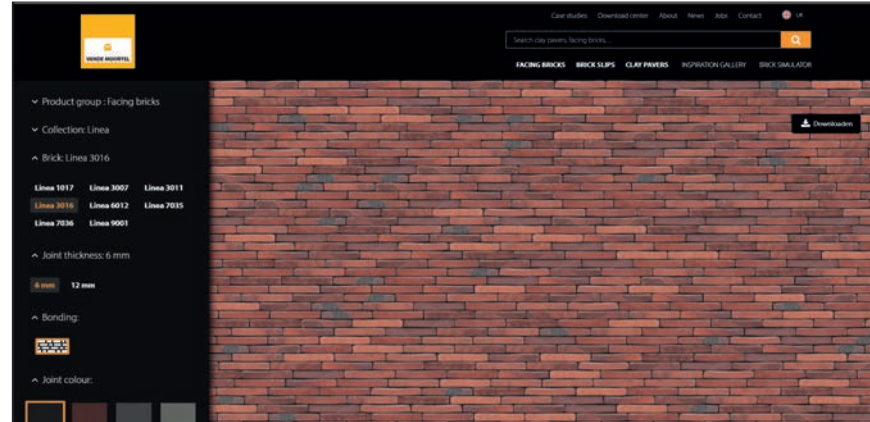 Case studies Download center About News Jobs Contact UK
Search clay pavers, facing bricks, ...
VANDE MOORTEL
FACING BRICKS BRICK SLIPS CLAY PAVERS INSPIRATION GALLERY BRICK SIMULATOR
Product group : Facing bricks
Downloaden
Collection: Linea
Brick: Linea 3016
Linea 1017 Linea 3007 Linea 3011
Linea 3016 Linea 6012 Linea 7035
Linea 7036 Linea 9001
Joint thickness: 6 mm
6 mm 12 mm
Bonding:
Joint colour: